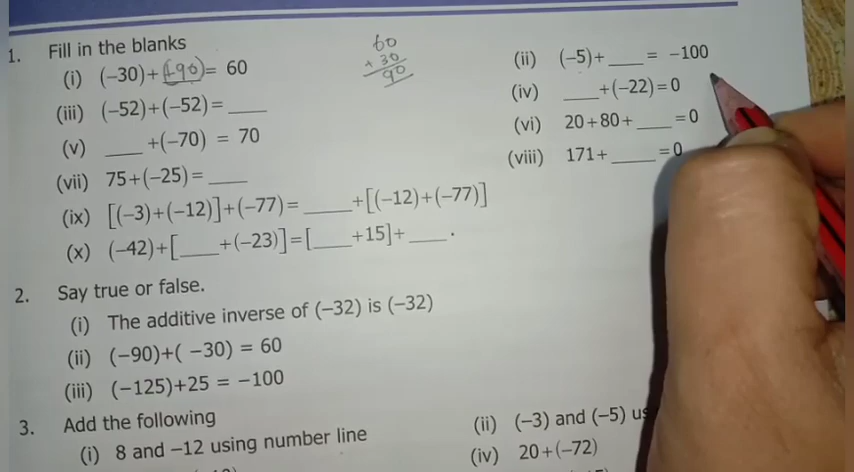 1. Fill in the blanks
(i) (−30)+(+90)= 60
60
+ 30
90
(ii) (−5)+____= −100
(iii) (−52)+(−52)=____
(iv) ____+(−22)=0
(v) ____+(−70) = 70
(vi) 20+80+____=0
(vii) 75+(−25)=____
(viii) 171+____=0
(ix) [(−3)+(−12)]+(−77)=____+[(−12)+(−77)]
(x) (−42)+[____+(−23)]=[____+15]+____.
2. Say true or false.
(i) The additive inverse of (−32) is (−32)
(ii) (−90)+( −30) = 60
(iii) (−125)+25 = −100
3. Add the following
(i) 8 and −12 using number line
(ii) (−3) and (−5) us
(iv) 20+(−72)